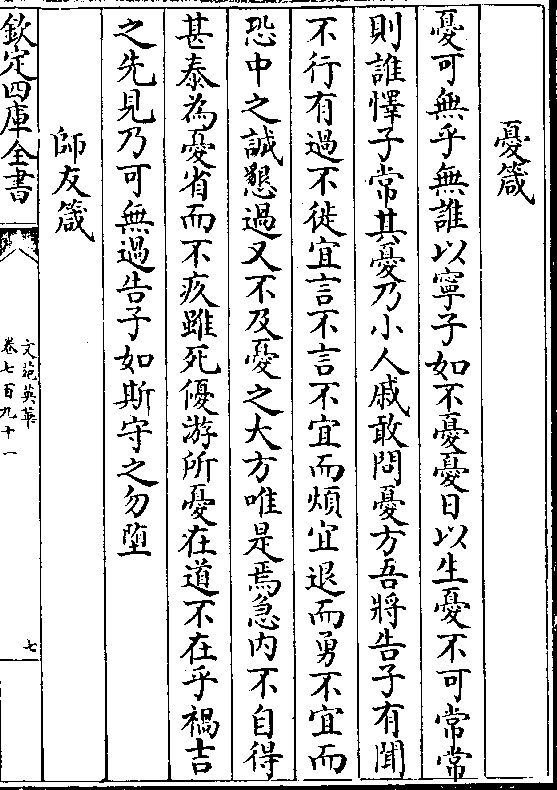 憂箴
憂可無乎無誰以寧子如不憂憂日以生憂不可常常
則誰懌子常其憂乃小人戚敢問憂方吾將告子有聞
不行有過不徙宜言不言不宜而煩宜退而勇不宜而
恐中之誠懇過又不及憂之大方唯是焉急内不自得
甚泰為憂省而不疚雖死優游所憂在道不在乎禍吉
之先見乃可無過告子如斯守之勿墮
師友箴
欽定四庫全書
文苑英華
卷七百九十一
七